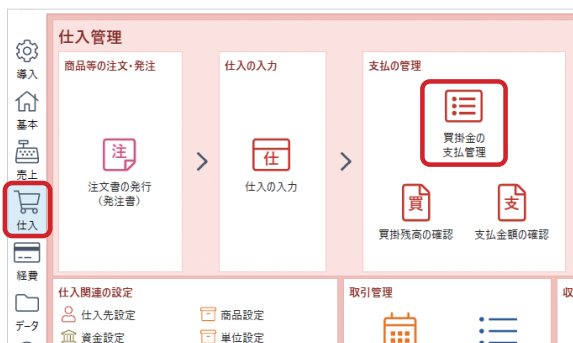 導入
基本
売上
仕入
経費
データ
仕入管理
商品等の注文・発注
注
注文書の発行
（発注書）
仕入の入力
仕
仕入の入力
支払の管理
買掛金の
支払管理
買
買掛残高の確認
支
支払金額の確認
仕入関連の設定
仕入先設定
商品設定
資金設定
単位設定
取引管理
収